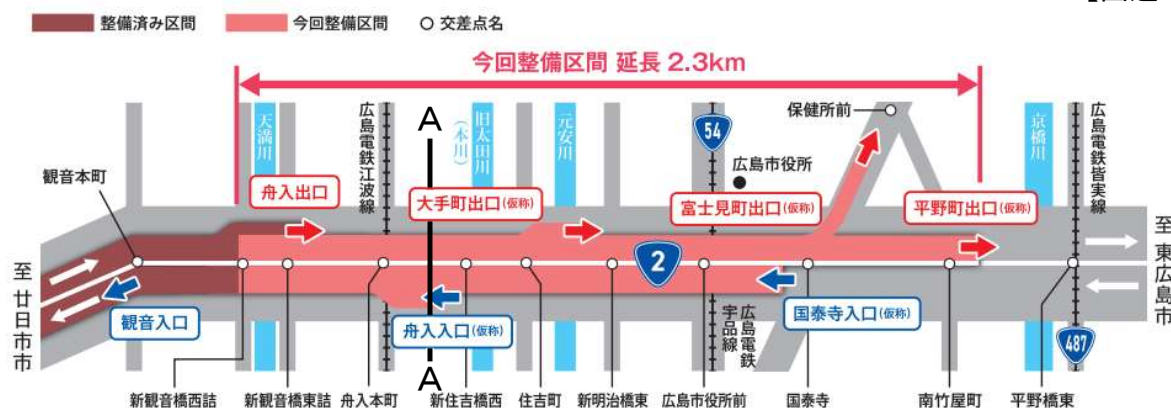 整備済み区間
今回整備区間
交差点名
今回整備区間 延長 2.3km
保健所前
天満川
広島電鉄江波線
A
旧太田川
(本川)
元安川
54
広島市役所
京橋川
広島電鉄皆実線
観音本町
舟入出口
大手町出口(仮称)
富士見町出口(仮称)
平野町出口(仮称)
2
至 廿日市市
至 東広島市
観音入口
舟入入口(仮称)
国泰寺入口(仮称)
広島電鉄
宇品線
487
A
新観音橋西詰
新観音橋東詰
舟入本町
新住吉橋西
住吉町
新明治橋東
広島市役所前
国泰寺
南竹屋町
平野橋東